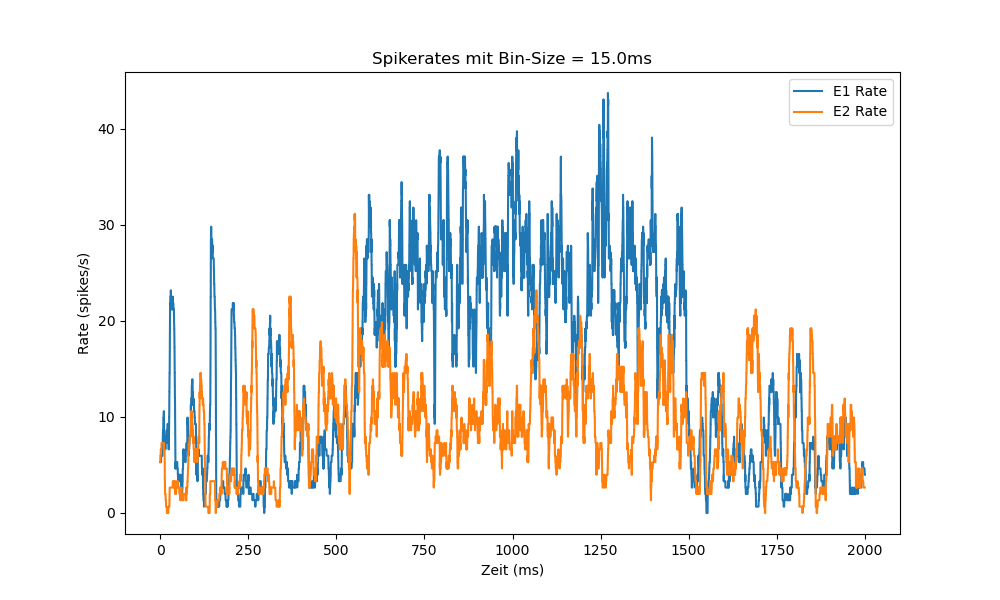 Spikerates mit Bin-Size = 15.0ms
E1 Rate
E2 Rate
40
30
20
10
0
Rate (spikes/s)
0 250 500 750 1000 1250 1500 1750 2000
Zeit (ms)